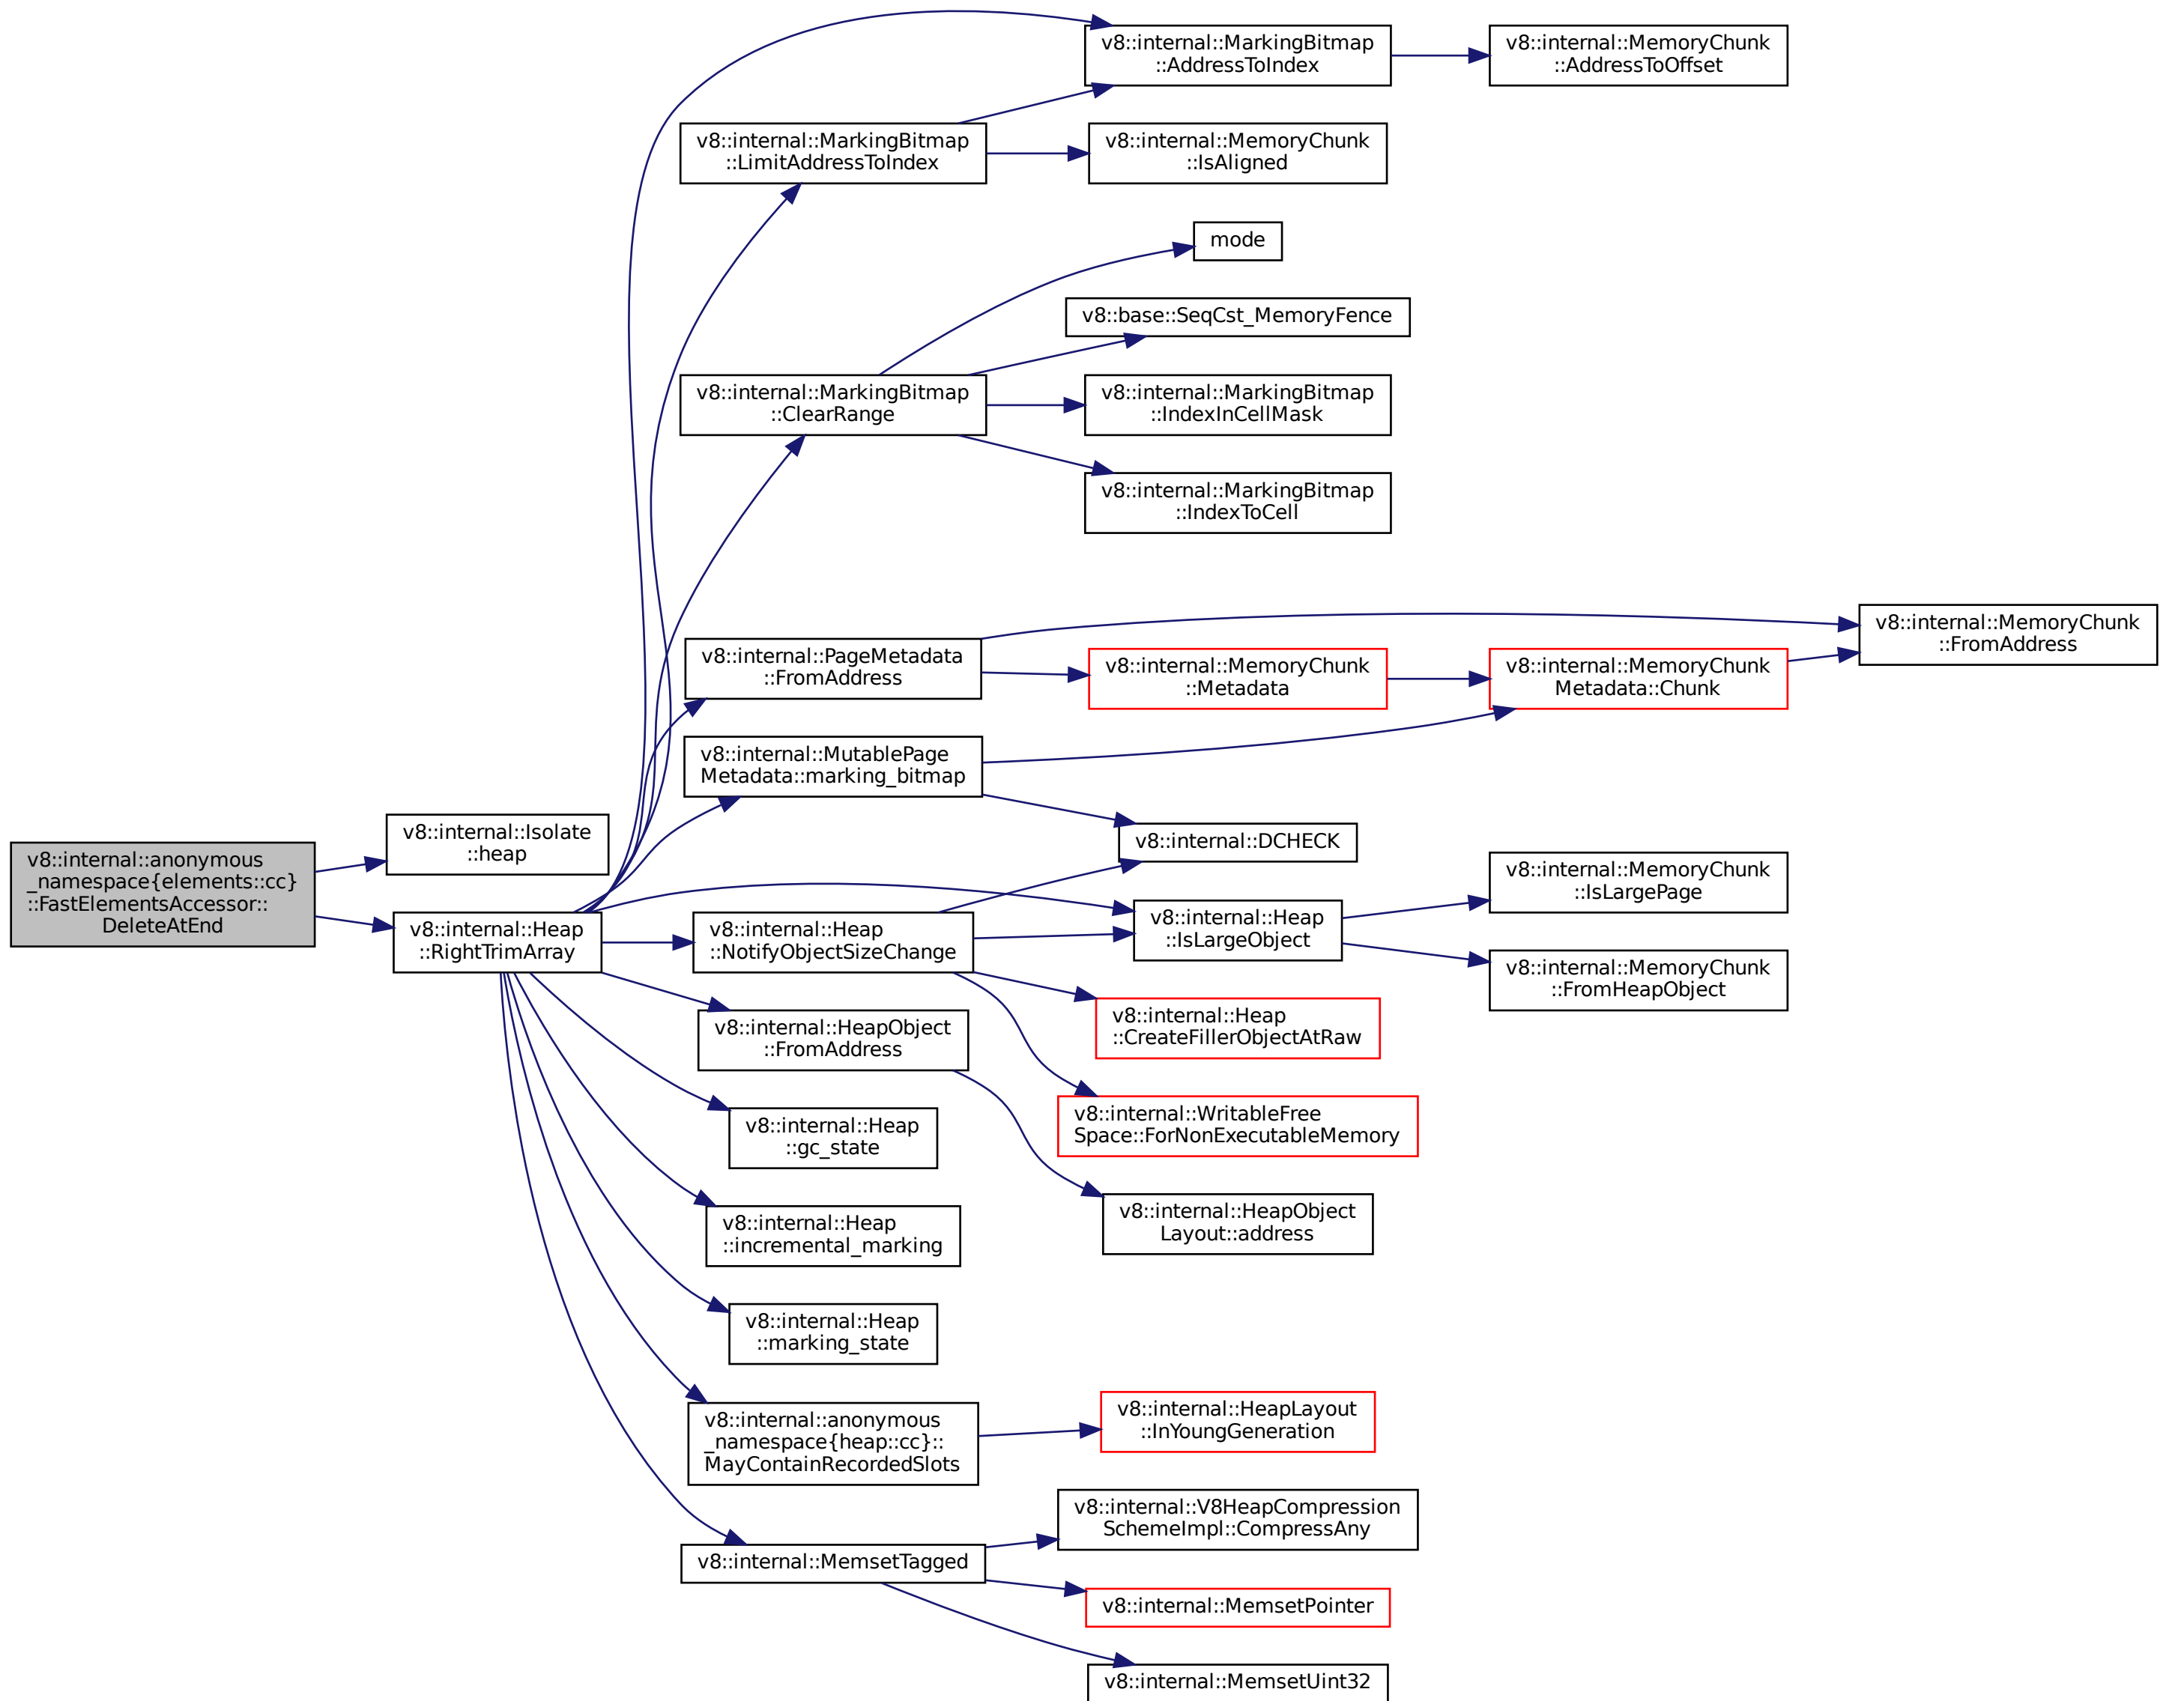 v8::internal::anonymous
_namespace{elements::cc}
::FastElementsAccessor::
DeleteAtEnd
v8::internal::Isolate
::heap
v8::internal::Heap
::RightTrimArray
v8::internal::MarkingBitmap
::AddressToIndex
v8::internal::MemoryChunk
::AddressToOffset
v8::internal::MarkingBitmap
::LimitAddressToIndex
v8::internal::MemoryChunk
::IsAligned
mode
v8::base::SeqCst_MemoryFence
v8::internal::MarkingBitmap
::ClearRange
v8::internal::MarkingBitmap
::IndexInCellMask
v8::internal::MarkingBitmap
::IndexToCell
v8::internal::PageMetadata
::FromAddress
v8::internal::MemoryChunk
::Metadata
v8::internal::MemoryChunk
Metadata::Chunk
v8::internal::MemoryChunk
::FromAddress
v8::internal::MutablePage
Metadata::marking_bitmap
v8::internal::DCHECK
v8::internal::Heap
::NotifyObjectSizeChange
v8::internal::Heap
::IsLargeObject
v8::internal::MemoryChunk
::IsLargePage
v8::internal::MemoryChunk
::FromHeapObject
v8::internal::Heap
::CreateFillerObjectAtRaw
v8::internal::WritableFree
Space::ForNonExecutableMemory
v8::internal::HeapObject
::FromAddress
v8::internal::HeapObject
Layout::address
v8::internal::Heap
::gc_state
v8::internal::Heap
::incremental_marking
v8::internal::Heap
::marking_state
v8::internal::anonymous
_namespace{heap::cc}::
MayContainRecordedSlots
v8::internal::HeapLayout
::InYoungGeneration
v8::internal::MemsetTagged
v8::internal::V8HeapCompression
SchemeImpl::CompressAny
v8::internal::MemsetPointer
v8::internal::MemsetUint32